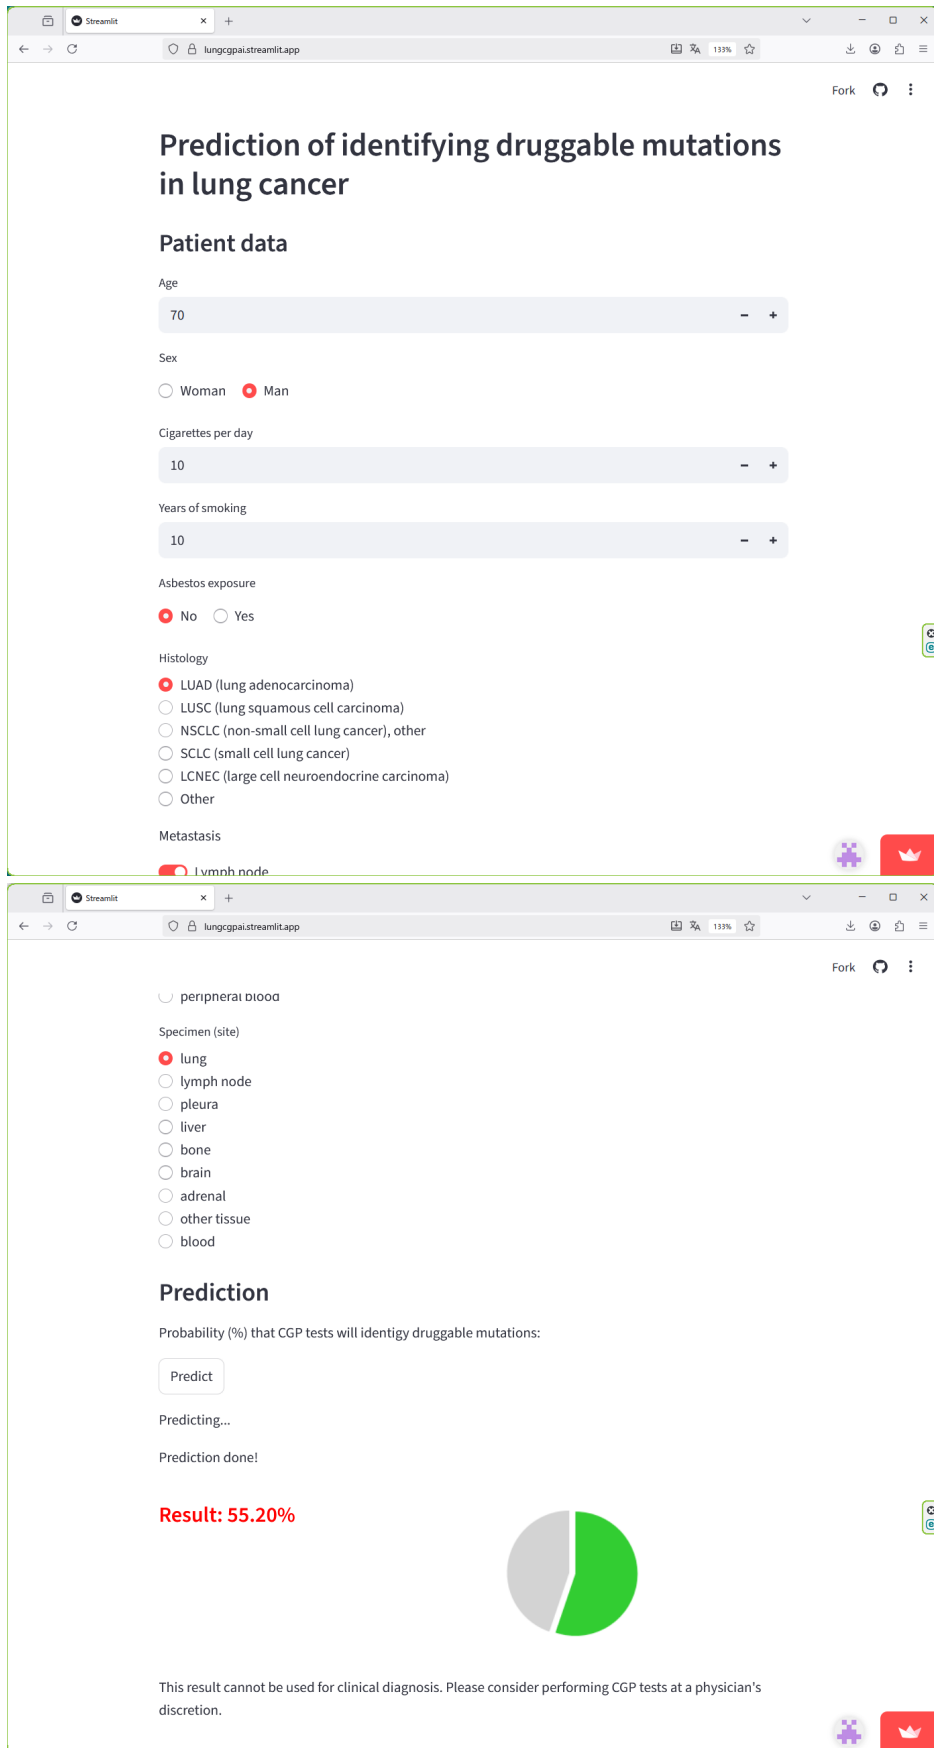 Streamlit
lungcgpai.streamlit.app
133%
Fork
Prediction of identifying druggable mutations
in lung cancer
Patient data
Age
70
Sex
Woman
Man
Cigarettes per day
10
Years of smoking
10
Asbestos exposure
No
Yes
Histology
LUAD (lung adenocarcinoma)
LUSC (lung squamous cell carcinoma)
NSCLC (non-small cell lung cancer), other
SCLC (small cell lung cancer)
LCNEC (large cell neuroendocrine carcinoma)
Other
Metastasis
Lymph node
Streamlit
lungcgpai.streamlit.app
133%
Fork
peripheral blood
Specimen (site)
lung
lymph node
pleura
liver
bone
brain
adrenal
other tissue
blood
Prediction
Probability (%) that CGP tests will identigy druggable mutations:
Predict
Predicting...
Prediction done!
Result: 55.20%
This result cannot be used for clinical diagnosis. Please consider performing CGP tests at a physician's
discretion.